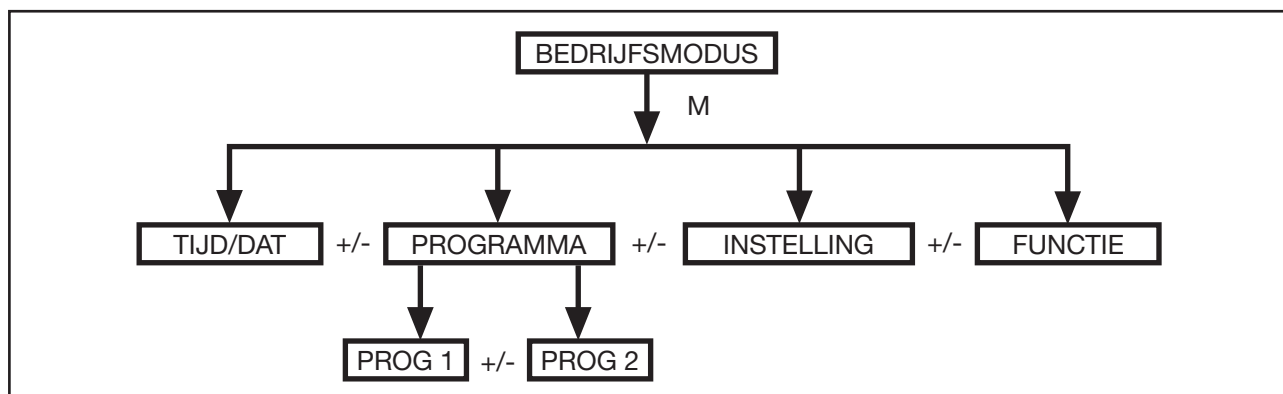 BEDRIJFSMODUS
M
TIJD/DAT +/- PROGRAMMA +/- INSTELLING +/- FUNCTIE
PROG 1 +/- PROG 2